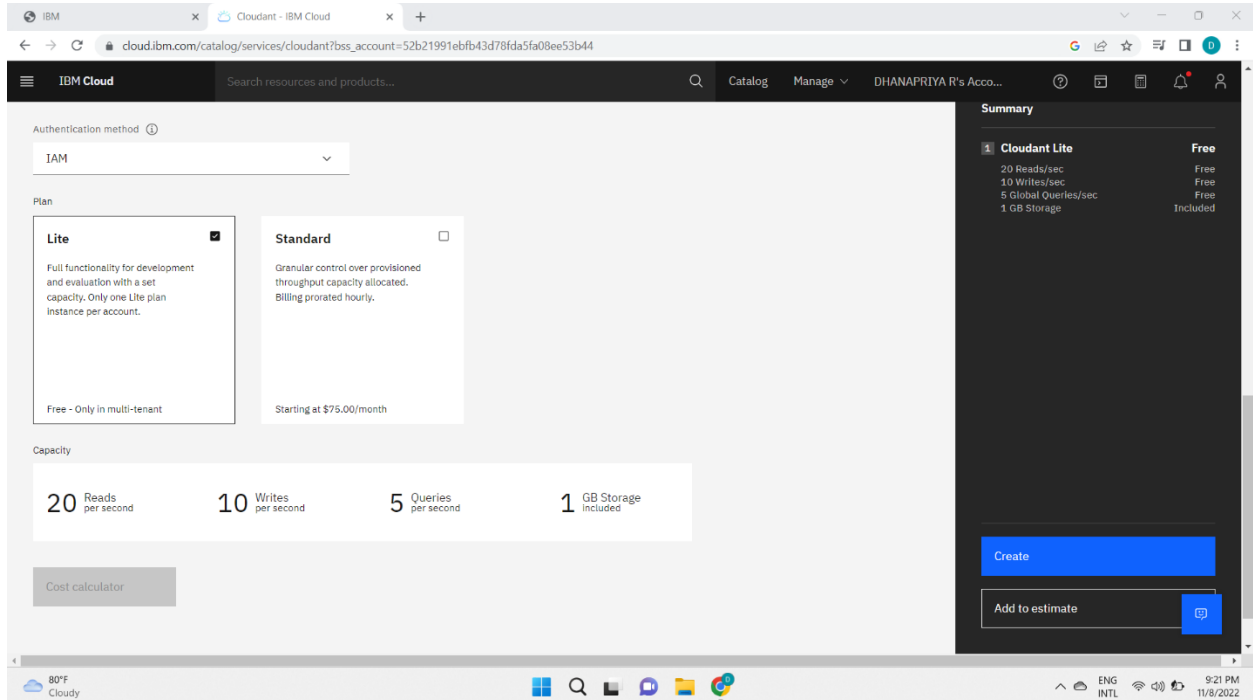 IBM
Cloudant - IBM Cloud
cloud.ibm.com/catalog/services/cloudant?bss_account=52b21991ebfb43d78fda5fa08ee53b44
G
D
IBM Cloud
Search resources and products...
Catalog
Manage
DHANAPRIYA R's Acco...
Authentication method
IAM
Plan
Lite
Full functionality for development
and evaluation with a set
capacity. Only one Lite plan
instance per account.
Free - Only in multi-tenant
Standard
Granular control over provisioned
throughput capacity allocated.
Billing prorated hourly.
Starting at $75.00/month
Capacity
20 Reads per second
10 Writes per second
5 Queries per second
1 GB Storage included
Cost calculator
Summary
1 Cloudant Lite Free
20 Reads/sec Free
10 Writes/sec Free
5 Global Queries/sec Free
1 GB Storage Included
Create
Add to estimate
80°F
Cloudy
ENG
INTL
9:21 PM
11/8/2022